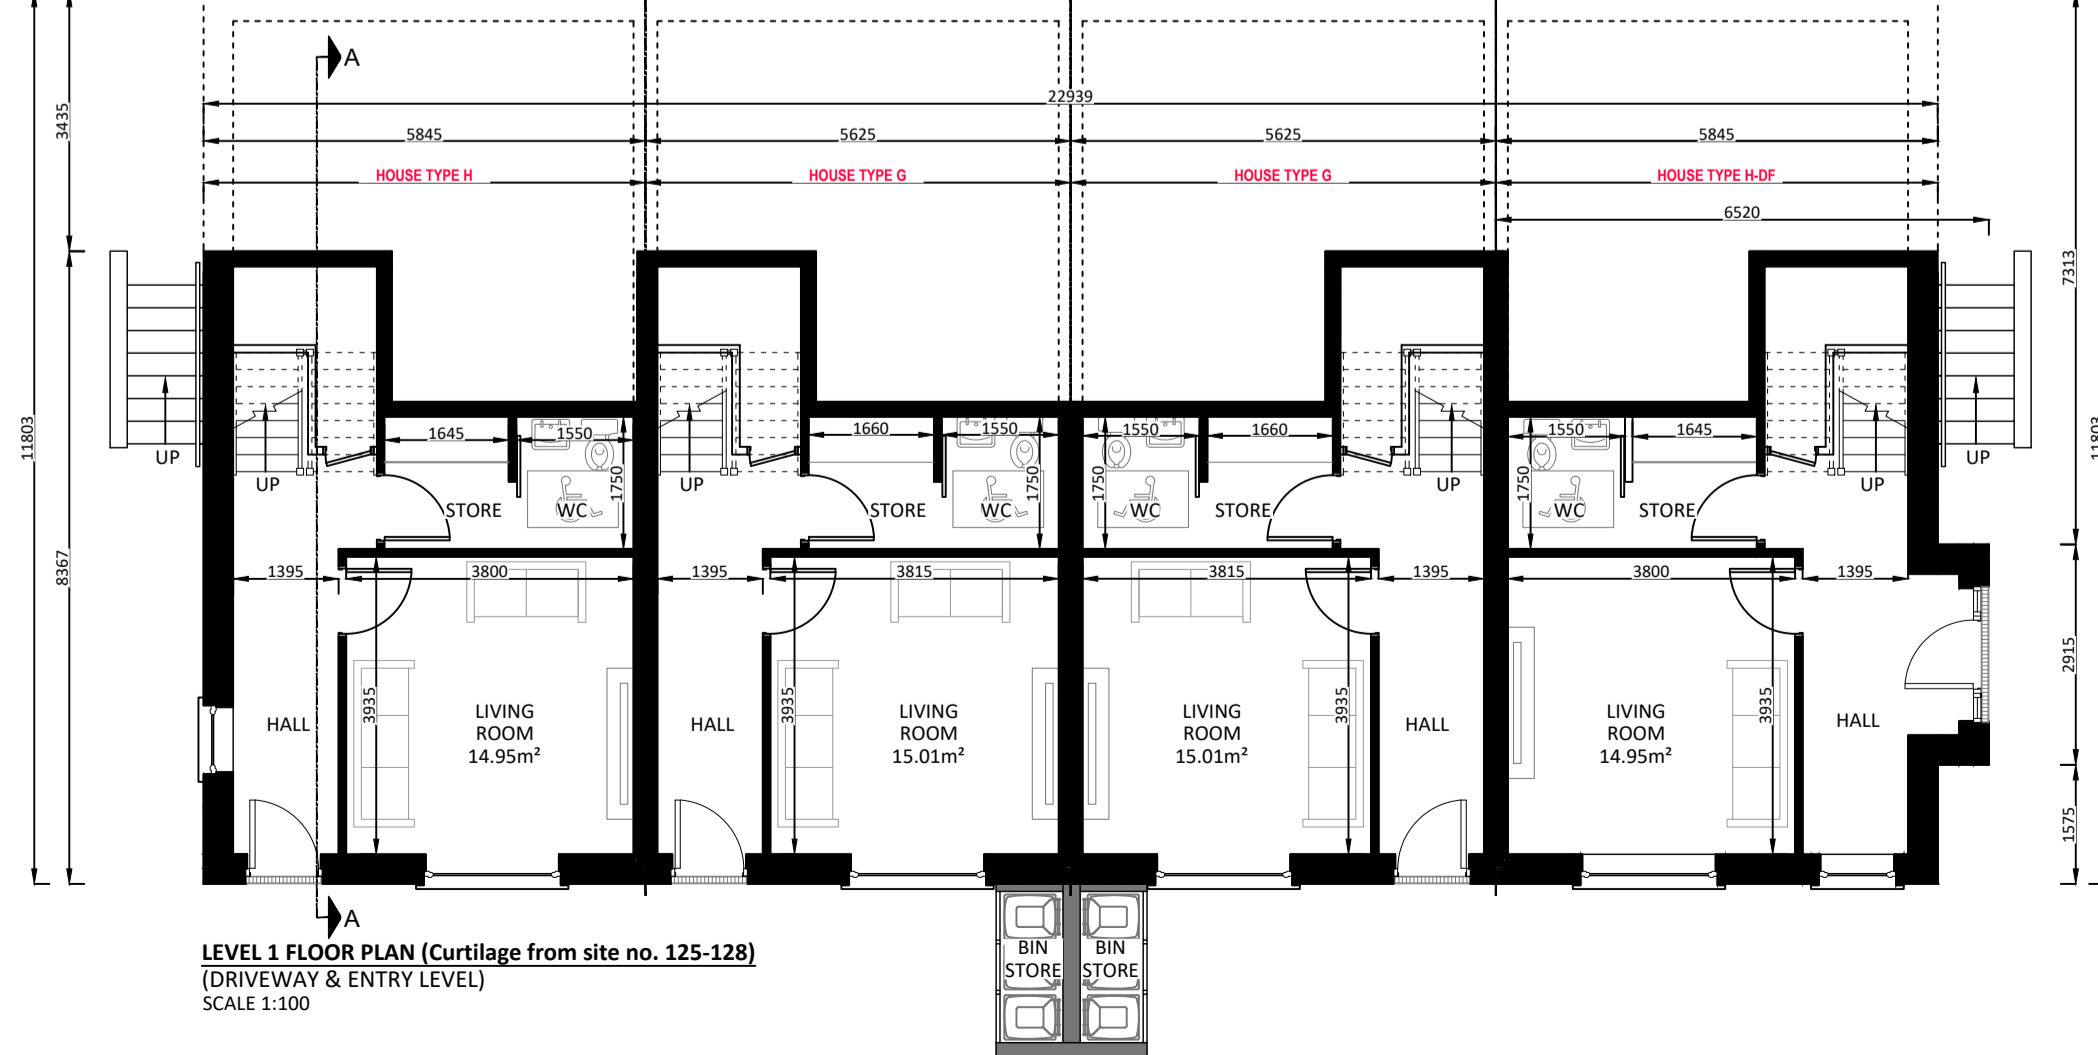 A
22939
3435
5845
5625
5625
5845
HOUSE TYPE H
HOUSE TYPE G
HOUSE TYPE G
HOUSE TYPE H-DF
6520
7313
11803
11803
1645
1550
1660
1550
1550
1660
1550
1645
UP
UP
UP
UP
UP
UP
1750
1750
1750
1750
STORE
WC
STORE
WC
WC
STORE
WC
STORE
8367
1395
3800
1395
3815
3815
1395
3800
1395
2915
3935
3935
3935
3935
HALL
LIVING
ROOM
14.95m²
HALL
LIVING
ROOM
15.01m²
LIVING
ROOM
15.01m²
HALL
LIVING
ROOM
14.95m²
HALL
1575
A
LEVEL 1 FLOOR PLAN (Curtilage from site no. 125-128)
(DRIVEWAY & ENTRY LEVEL)
SCALE 1:100
BIN
STORE
BIN
STORE